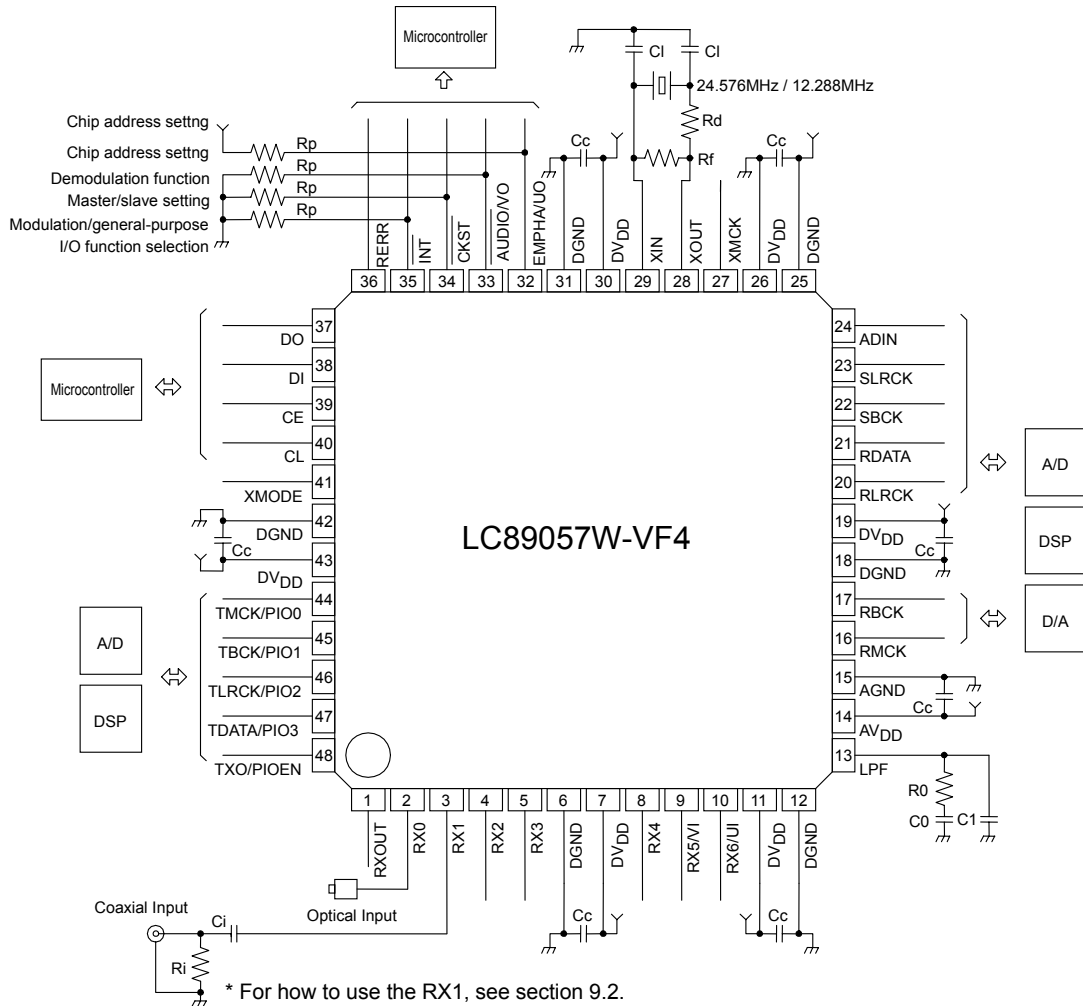 Microcontroller
Cl
Cl
24.576MHz / 12.288MHz
Rd
Rf
Chip address settng
Chip address settng
Demodulation function
Master/slave setting
Modulation/general-purpose
I/O function selection
Rp
Rp
Rp
Rp
Cc
Cc
RERR
INT
CKST
AUDIO/VO
EMPHA/UO
DGND
DVDD
XIN
XOUT
XMCK
DVDD
DGND
36
35
34
33
32
31
30
29
28
27
26
25
Microcontroller
37
DO
38
DI
39
CE
40
CL
41
XMODE
42
DGND
Cc
43
DVDD
44
TMCK/PIO0
45
TBCK/PIO1
46
TLRCK/PIO2
47
TDATA/PIO3
48
TXO/PIOEN
A/D
DSP
LC89057W-VF4
24
ADIN
23
SLRCK
22
SBCK
21
RDATA
20
RLRCK
19
DVDD
Cc
18
DGND
17
RBCK
16
RMCK
15
AGND
Cc
14
AVDD
13
LPF
A/D
DSP
D/A
R0
C0
C1
1
2
3
4
5
6
7
8
9
10
11
12
RXOUT
RX0
RX1
RX2
RX3
DGND
DVDD
RX4
RX5/VI
RX6/UI
DVDD
DGND
Optical Input
Coaxial Input
Ci
Ri
Cc
Cc
* For how to use the RX1, see section 9.2.